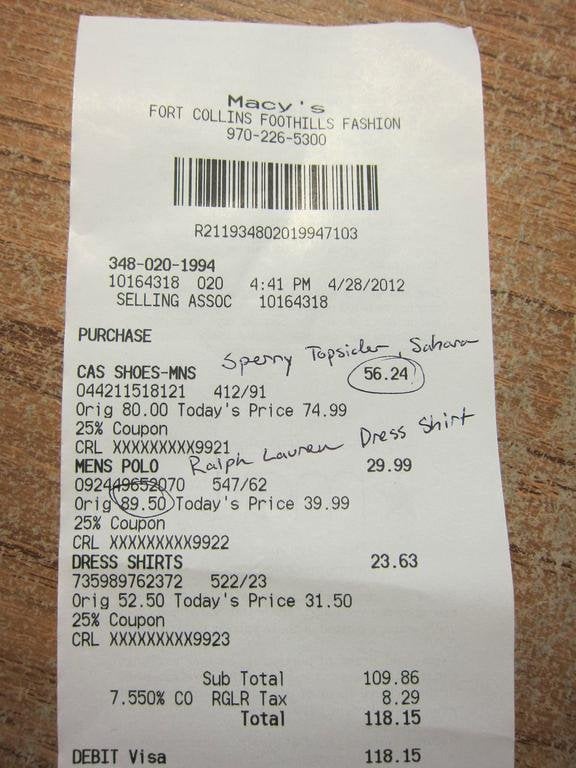 Macy's
FORT COLLINS FOOTHILLS FASHION
970-226-5300
R211934802019947103
348-020-1994
10164318 020 4:41 PM 4/28/2012
SELLING ASSOC 10164318
PURCHASE
Sperry Topsider, Sahara
CAS SHOES-MNS 56.24
044211518121 412/91
Orig 80.00 Today's Price 74.99
25% Coupon
CRL XXXXXXXXX9921
Ralph Lauren Dress Shirt
MENS POLO 29.99
092449652070 547/62
Orig 89.50 Today's Price 39.99
25% Coupon
CRL XXXXXXXXX9922
DRESS SHIRTS 23.63
735989762372 522/23
Orig 52.50 Today's Price 31.50
25% Coupon
CRL XXXXXXXXX9923
Sub Total 109.86
7.550% CO RGLR Tax 8.29
Total 118.15
DEBIT Visa 118.15